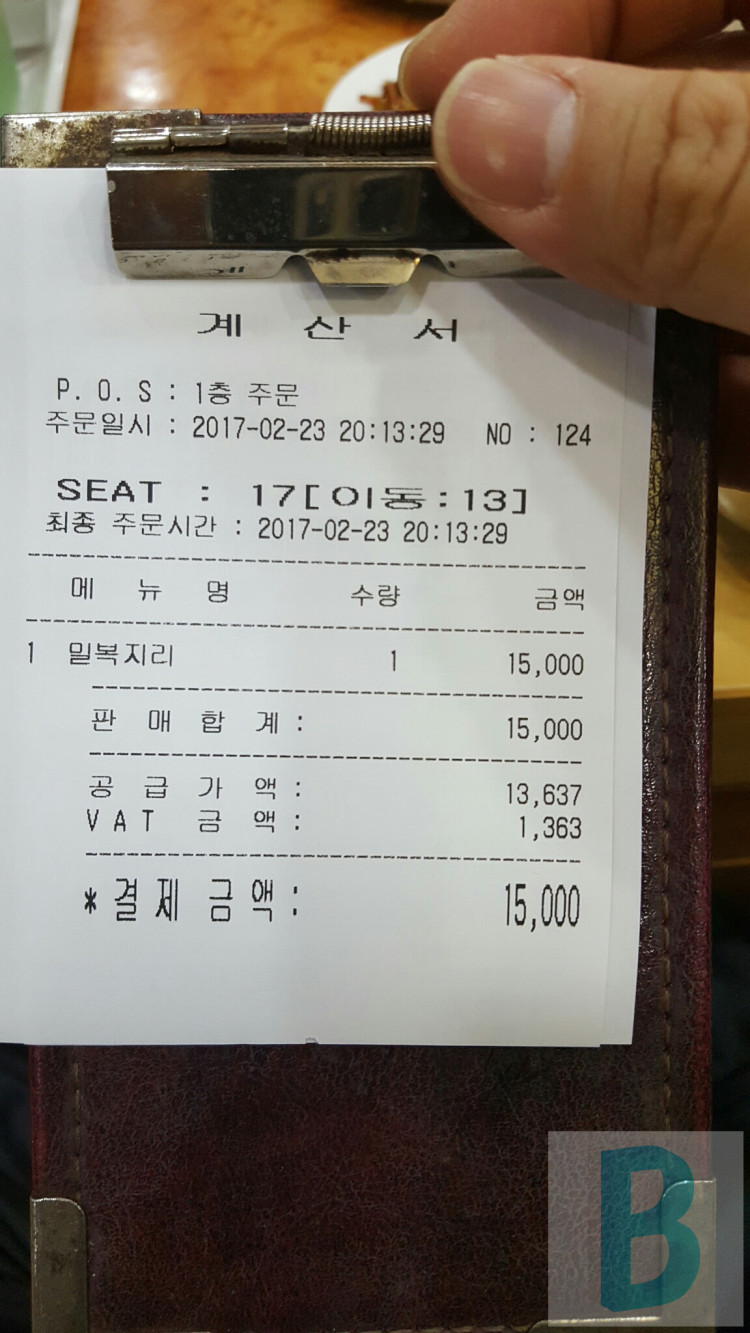 계 산 서
P. O. S : 1층 주문
주문일시 : 2017-02-23 20:13:29 NO : 124
SEAT : 17[이동:13]
최종 주문시간 : 2017-02-23 20:13:29
메 뉴 명 수량 금액
1 밀복지리 1 15,000
판 매 합 계 : 15,000
공 급 가 액 : 13,637
V A T 금 액 : 1,363
* 결 제 금 액 : 15,000
B